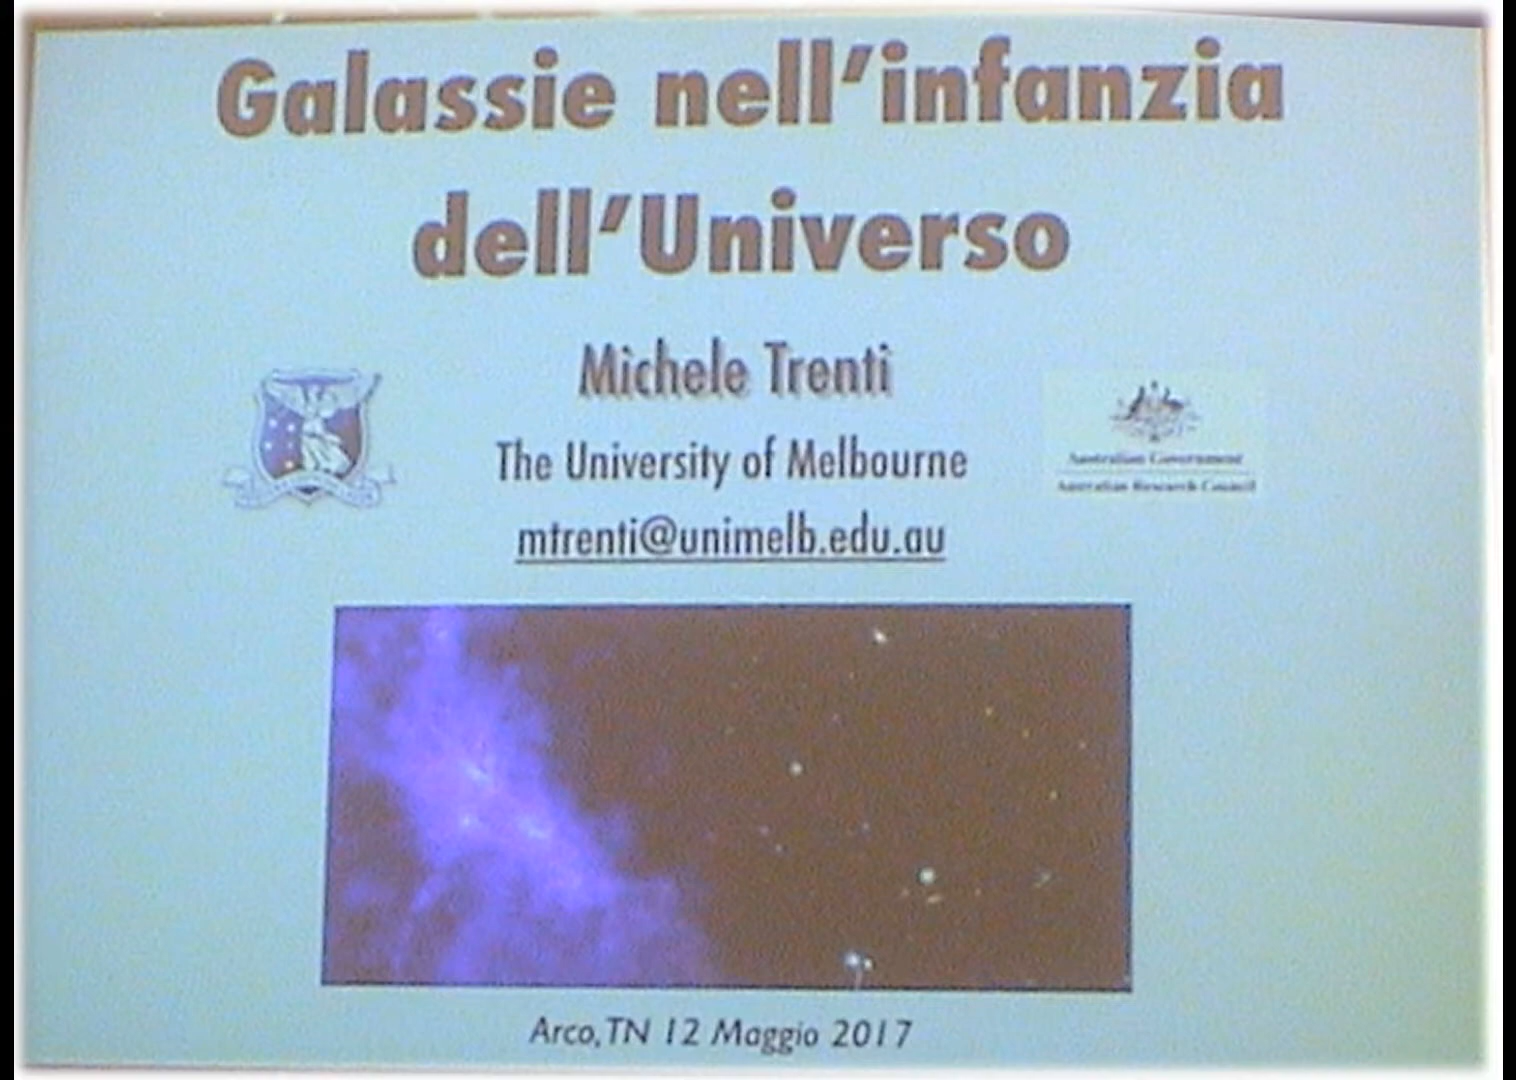 Galassie nell'infanzia
dell'Universo
Michele Trenti
The University of Melbourne
mtrenti@unimelb.edu.au
Australian Government
Australian Research Council
Arco, TN 12 Maggio 2017